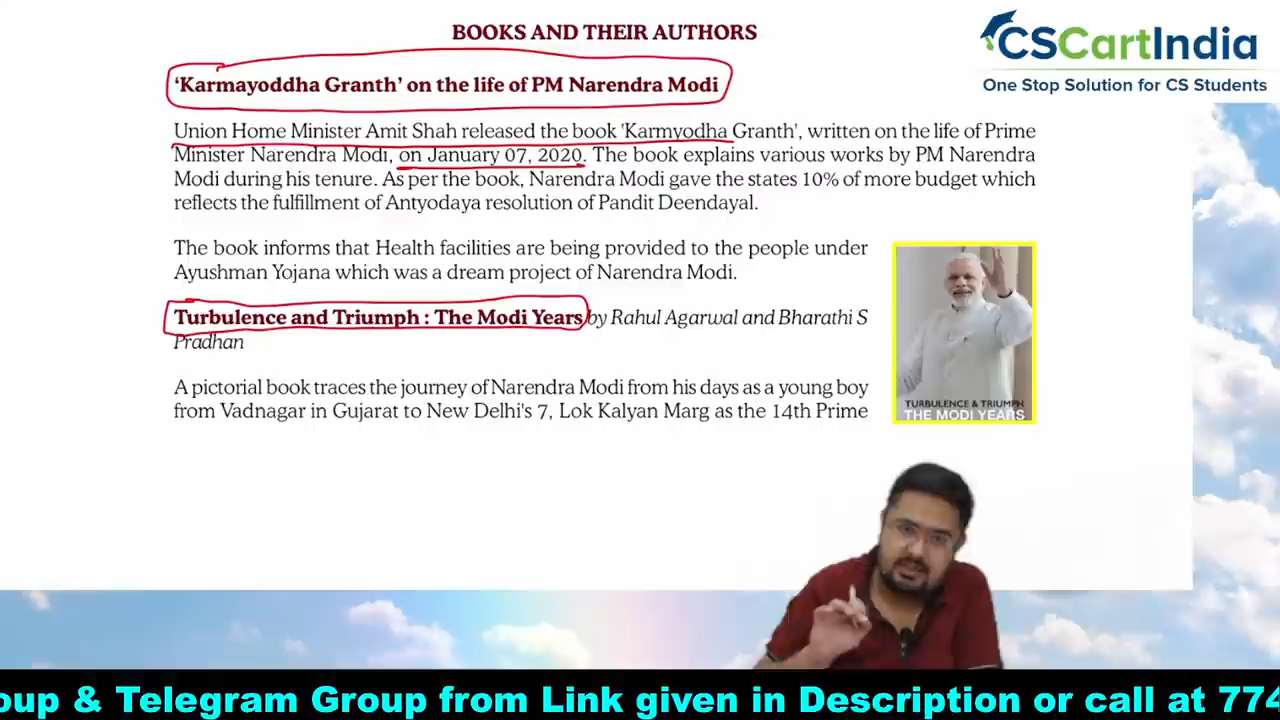 BOOKS AND THEIR AUTHORS
CSCartIndia
One Stop Solution for CS Students
‘Karmayoddha Granth’ on the life of PM Narendra Modi
Union Home Minister Amit Shah released the book 'Karmyodha Granth', written on the life of Prime
Minister Narendra Modi, on January 07, 2020. The book explains various works by PM Narendra
Modi during his tenure. As per the book, Narendra Modi gave the states 10% of more budget which
reflects the fulfillment of Antyodaya resolution of Pandit Deendayal.
The book informs that Health facilities are being provided to the people under
Ayushman Yojana which was a dream project of Narendra Modi.
Turbulence and Triumph : The Modi Years by Rahul Agarwal and Bharathi S
Pradhan
A pictorial book traces the journey of Narendra Modi from his days as a young boy
from Vadnagar in Gujarat to New Delhi's 7, Lok Kalyan Marg as the 14th Prime
TURBULENCE & TRIUMPH
THE MODI YEARS
oup & Telegram Group from Link given in Description or call at 774